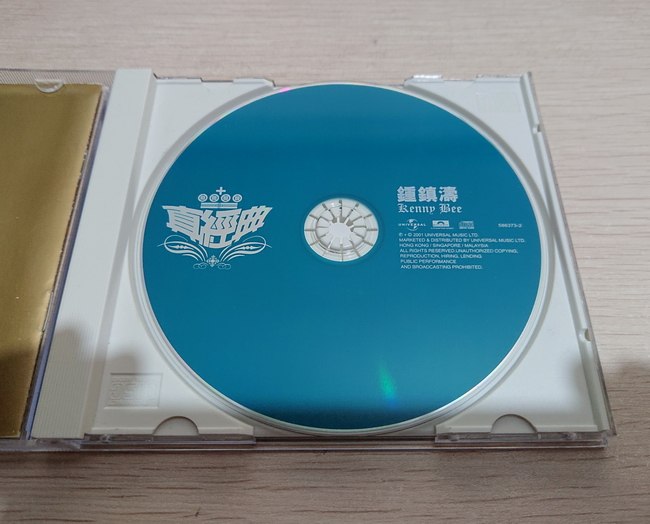 真經典
鍾鎮濤
Kenny Bee
UNIVERSAL
586373-2
℗ + © 2001 UNIVERSAL MUSIC LTD.
MARKETED & DISTRIBUTED BY UNIVERSAL MUSIC LTD.
HONG KONG / SINGAPORE / MALAYSIA
ALL RIGHTS RESERVED.UNAUTHORIZED COPYING,
REPRODUCTION, HIRING, LENDING
PUBLIC PERFORMANCE
AND BROADCASTING PROHIBITED.